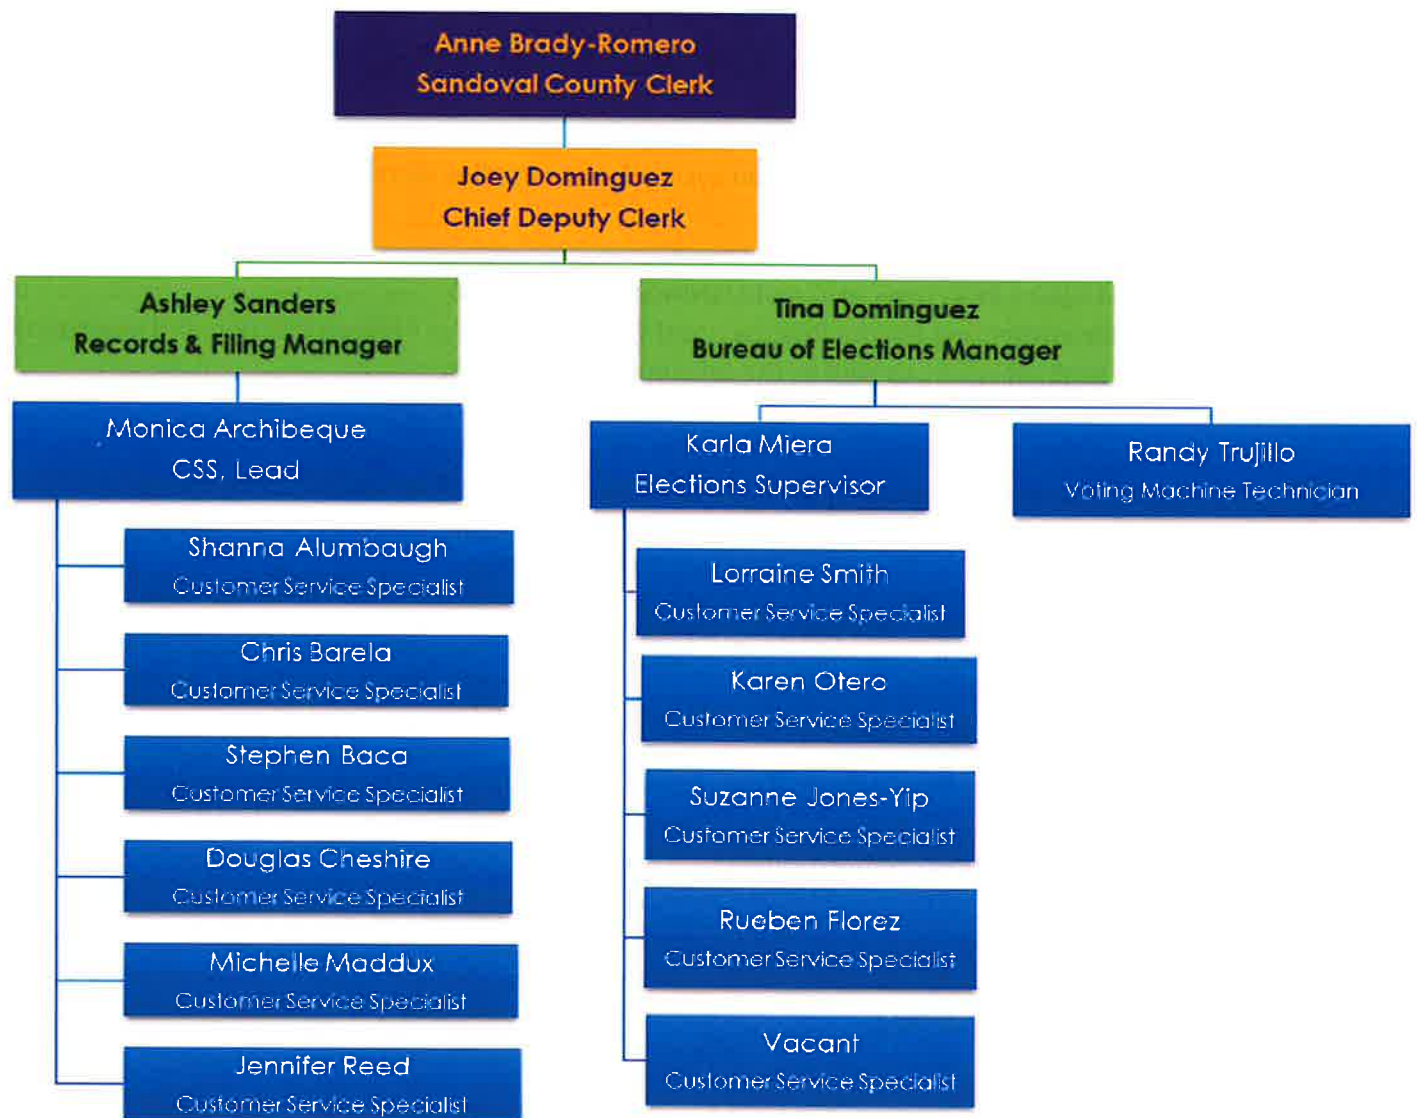 Anne Brady-Romero
Sandoval County Clerk
Joey Dominguez
Chief Deputy Clerk
Ashley Sanders
Records & Filing Manager
Tina Dominguez
Bureau of Elections Manager
Monica Archibeque
CSS, Lead
Karla Miera
Elections Supervisor
Randy Trujillo
Voting Machine Technician
Shanna Alumbaugh
Customer Service Specialist
Chris Barela
Customer Service Specialist
Stephen Baca
Customer Service Specialist
Douglas Cheshire
Customer Service Specialist
Michelle Maddux
Customer Service Specialist
Jennifer Reed
Customer Service Specialist
Lorraine Smith
Customer Service Specialist
Karen Otero
Customer Service Specialist
Suzanne Jones-Yip
Customer Service Specialist
Rueben Florez
Customer Service Specialist
Vacant
Customer Service Specialist